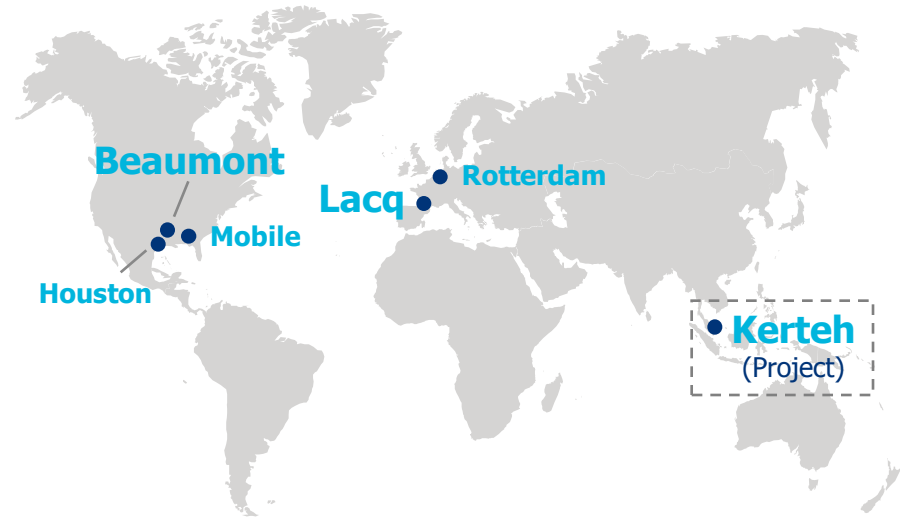 Beaumont
Rotterdam
Lacq
Mobile
Houston
Kerteh
(Project)